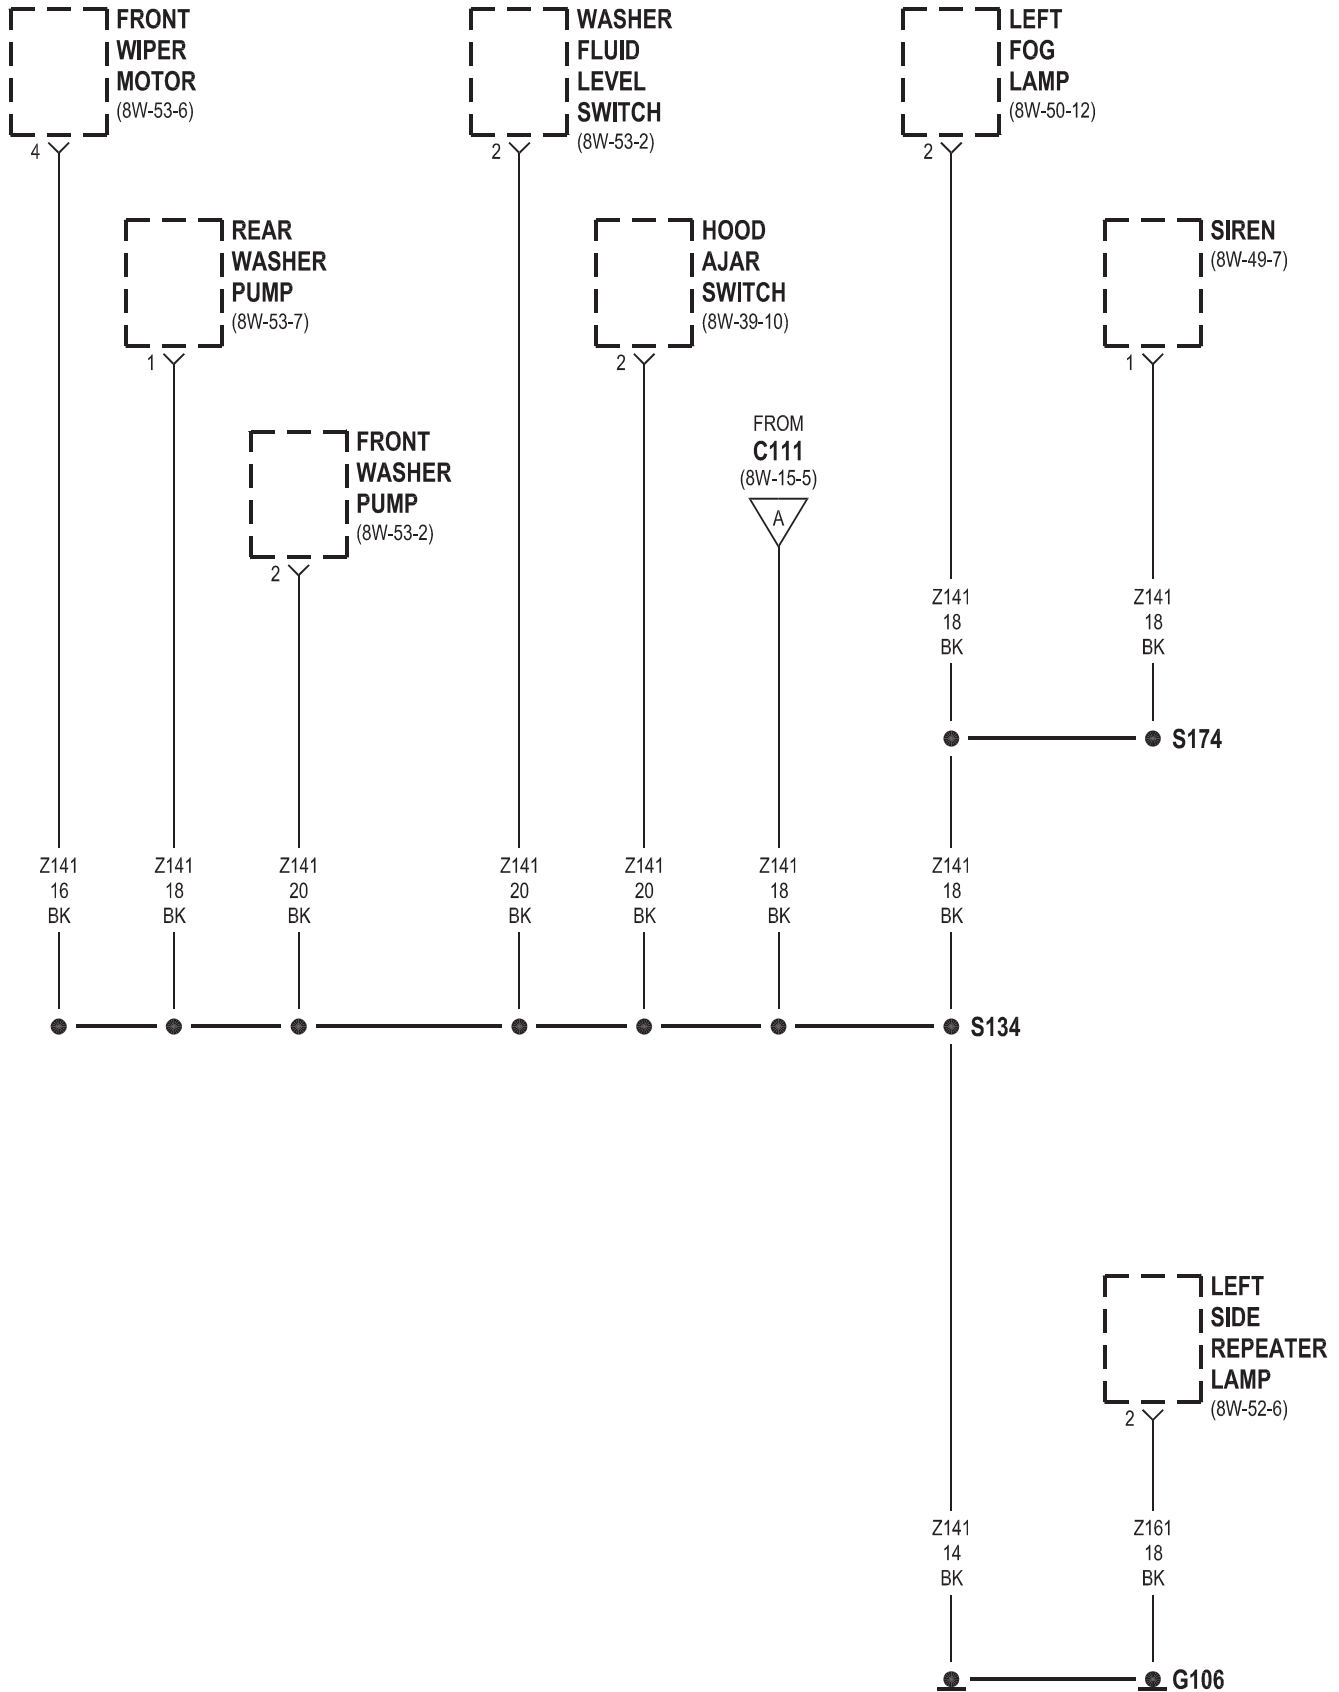 FRONT
WIPER
MOTOR
(8W-53-6)
4
WASHER
FLUID
LEVEL
SWITCH
(8W-53-2)
2
LEFT
FOG
LAMP
(8W-50-12)
2
REAR
WASHER
PUMP
(8W-53-7)
1
HOOD
AJAR
SWITCH
(8W-39-10)
2
SIREN
(8W-49-7)
1
FRONT
WASHER
PUMP
(8W-53-2)
2
FROM
C111
(8W-15-5)
A
Z141
18
BK
Z141
18
BK
S174
Z141
16
BK
Z141
18
BK
Z141
20
BK
Z141
20
BK
Z141
20
BK
Z141
18
BK
Z141
18
BK
S134
LEFT
SIDE
REPEATER
LAMP
(8W-52-6)
2
Z141
14
BK
Z161
18
BK
G106